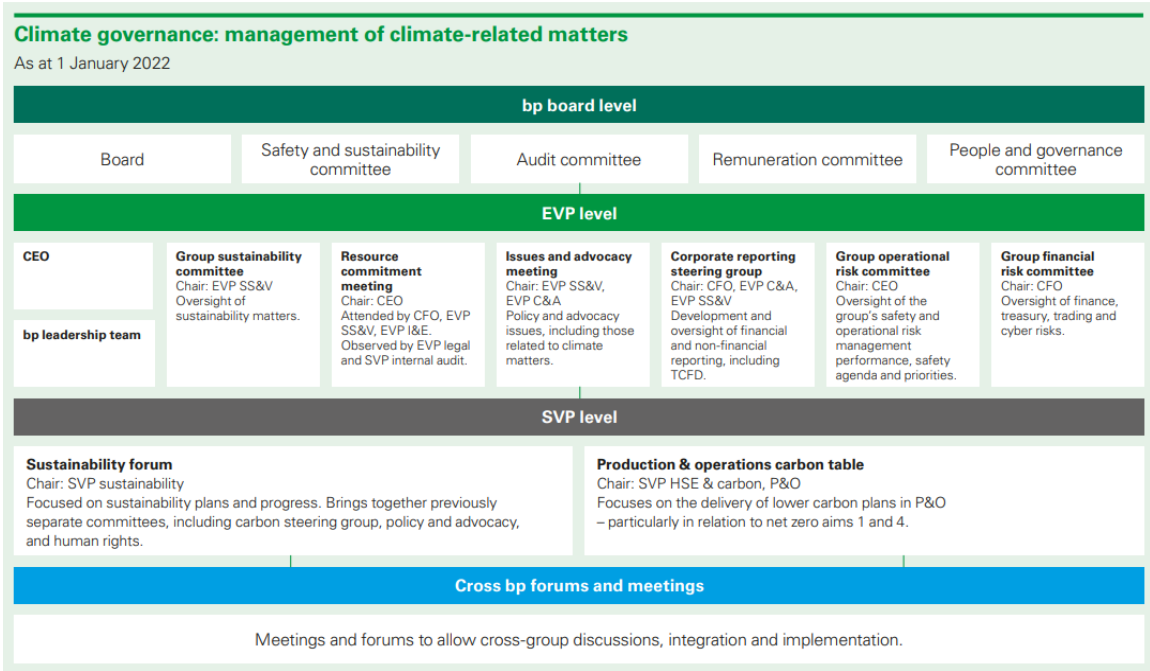 Climate governance: management of climate-related matters
As at 1 January 2022
bp board level
Board
Safety and sustainability
committee
Audit committee
Remuneration committee
People and governance
committee
EVP level
CEO
bp leadership team
Group sustainability
committee
Chair: EVP SS&V
Oversight of
sustainability matters.
Resource
commitment
meeting
Chair: CEO
Attended by CFO, EVP
SS&V, EVP I&E.
Observed by EVP legal
and SVP internal audit.
Issues and advocacy
meeting
Chair: EVP SS&V,
EVP C&A
Policy and advocacy
issues, including those
related to climate
matters.
Corporate reporting
steering group
Chair: CFO, EVP C&A,
EVP SS&V
Development and
oversight of financial
and non-financial
reporting, including
TCFD.
Group operational
risk committee
Chair: CEO
Oversight of the
group's safety and
operational risk
management
performance, safety
agenda and priorities.
Group financial
risk committee
Chair: CFO
Oversight of finance,
treasury, trading and
cyber risks.
SVP level
Sustainability forum
Chair: SVP sustainability
Focused on sustainability plans and progress. Brings together previously
separate committees, including carbon steering group, policy and advocacy,
and human rights.
Production & operations carbon table
Chair: SVP HSE & carbon, P&O
Focuses on the delivery of lower carbon plans in P&O
– particularly in relation to net zero aims 1 and 4.
Cross bp forums and meetings
Meetings and forums to allow cross-group discussions, integration and implementation.